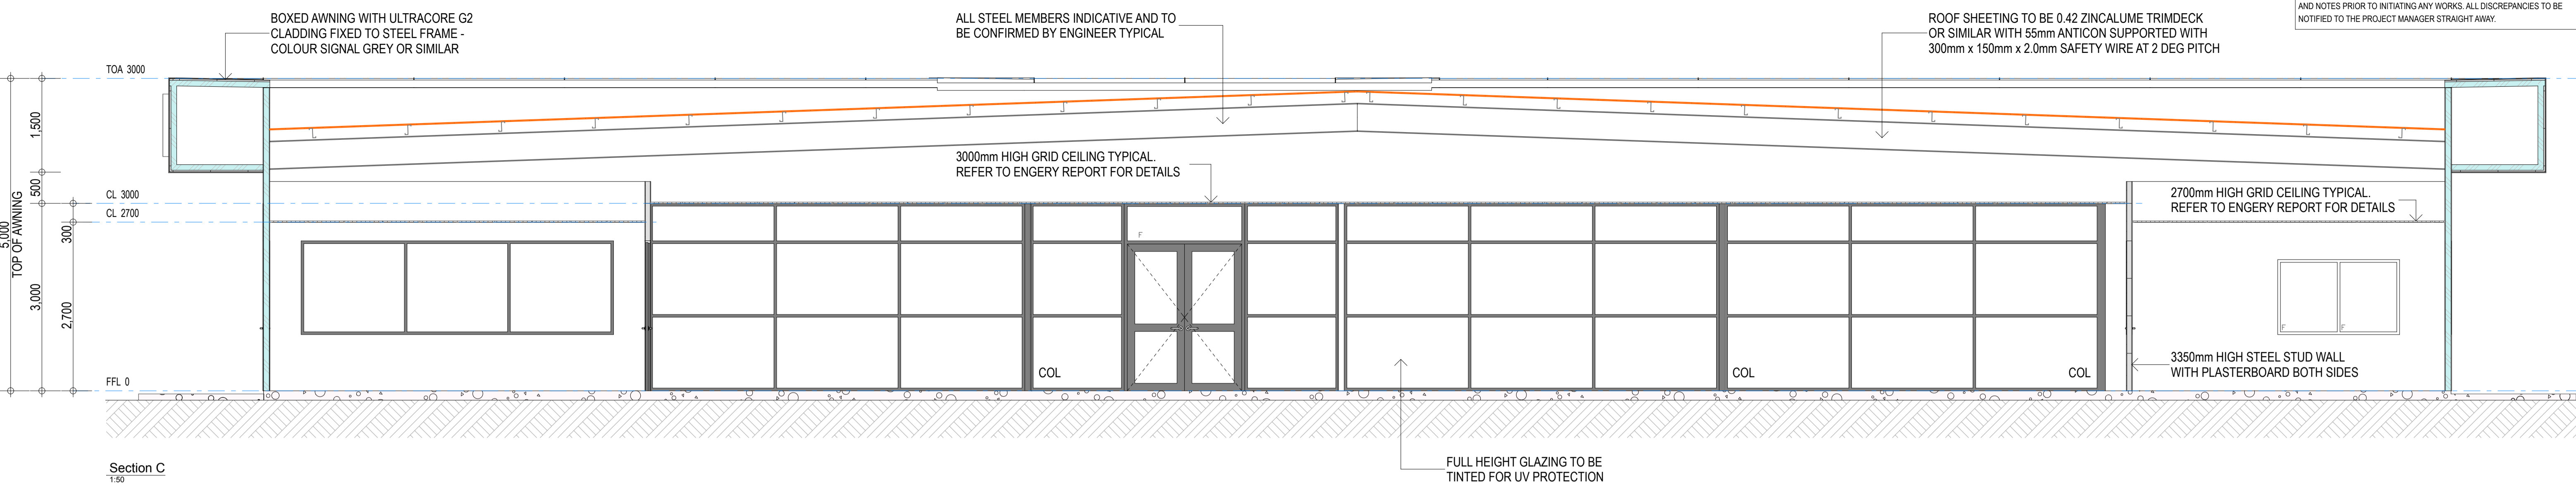 AND NOTES PRIOR TO INITIATING ANY WORKS. ALL DISCREPANCIES TO BE
NOTIFIED TO THE PROJECT MANAGER STRAIGHT AWAY.
BOXED AWNING WITH ULTRACORE G2
CLADDING FIXED TO STEEL FRAME -
COLOUR SIGNAL GREY OR SIMILAR
ALL STEEL MEMBERS INDICATIVE AND TO
BE CONFIRMED BY ENGINEER TYPICAL
ROOF SHEETING TO BE 0.42 ZINCALUME TRIMDECK
OR SIMILAR WITH 55mm ANTICON SUPPORTED WITH
300mm x 150mm x 2.0mm SAFETY WIRE AT 2 DEG PITCH
TOA 3000
1,500
3000mm HIGH GRID CEILING TYPICAL.
REFER TO ENGERY REPORT FOR DETAILS
500
CL 3000
2700mm HIGH GRID CEILING TYPICAL.
REFER TO ENGERY REPORT FOR DETAILS
CL 2700
5,000
TOP OF AWNING
300
F
3,000
2,700
F
F
3350mm HIGH STEEL STUD WALL
WITH PLASTERBOARD BOTH SIDES
COL
COL
COL
FFL 0
FULL HEIGHT GLAZING TO BE
TINTED FOR UV PROTECTION
Section C
1:50